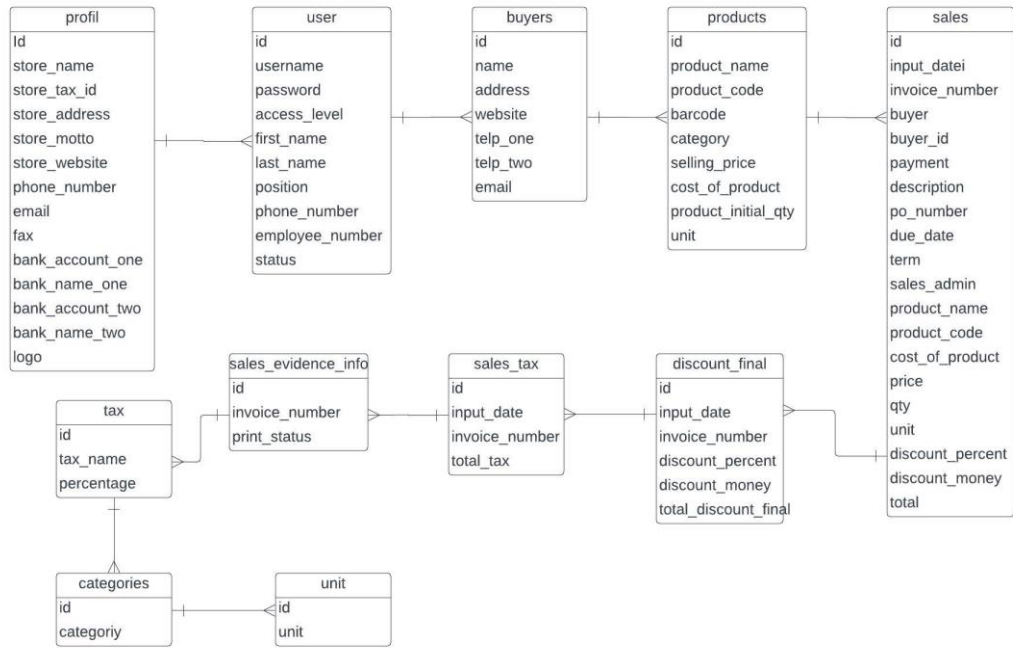 profil
Id
store_name
store_tax_id
store_address
store_motto
store_website
phone_number
email
fax
bank_account_one
bank_name_one
bank_account_two
bank_name_two
logo
user
id
username
password
access_level
first_name
last_name
position
phone_number
employee_number
status
buyers
id
name
address
website
telp_one
telp_two
email
products
id
product_name
product_code
barcode
category
selling_price
cost_of_product
product_initial_qty
unit
sales
id
input_datei
invoice_number
buyer
buyer_id
payment
description
po_number
due_date
term
sales_admin
product_name
product_code
cost_of_product
price
qty
unit
discount_percent
discount_money
total
tax
id
tax_name
percentage
sales_evidence_info
id
invoice_number
print_status
sales_tax
id
input_date
invoice_number
total_tax
discount_final
id
input_date
invoice_number
discount_percent
discount_money
total_discount_final
categories
id
categoriy
unit
id
unit